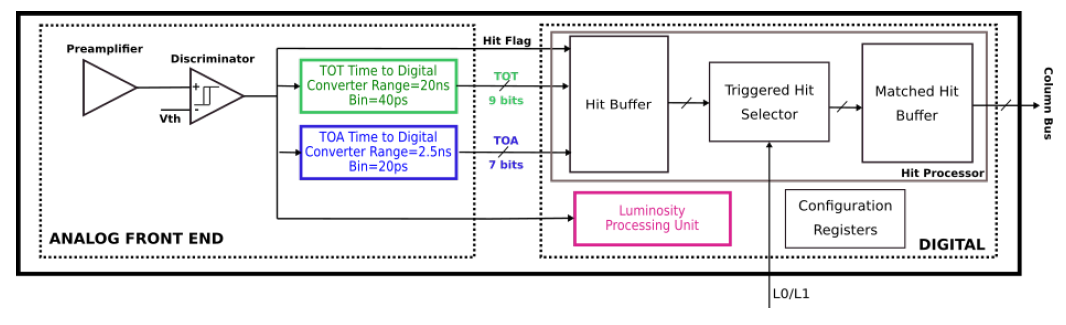 Preamplifier
Discriminator
+
-
Vth
TOT Time to Digital
Converter Range=20ns
Bin=40ps
TOA Time to Digital
Converter Range=2.5ns
Bin=20ps
ANALOG FRONT END
Hit Flag
TOT
9 bits
TOA
7 bits
Hit Buffer
Triggered Hit
Selector
Matched Hit
Buffer
Hit Processor
Luminosity
Processing Unit
Configuration
Registers
DIGITAL
L0/L1
Column Bus